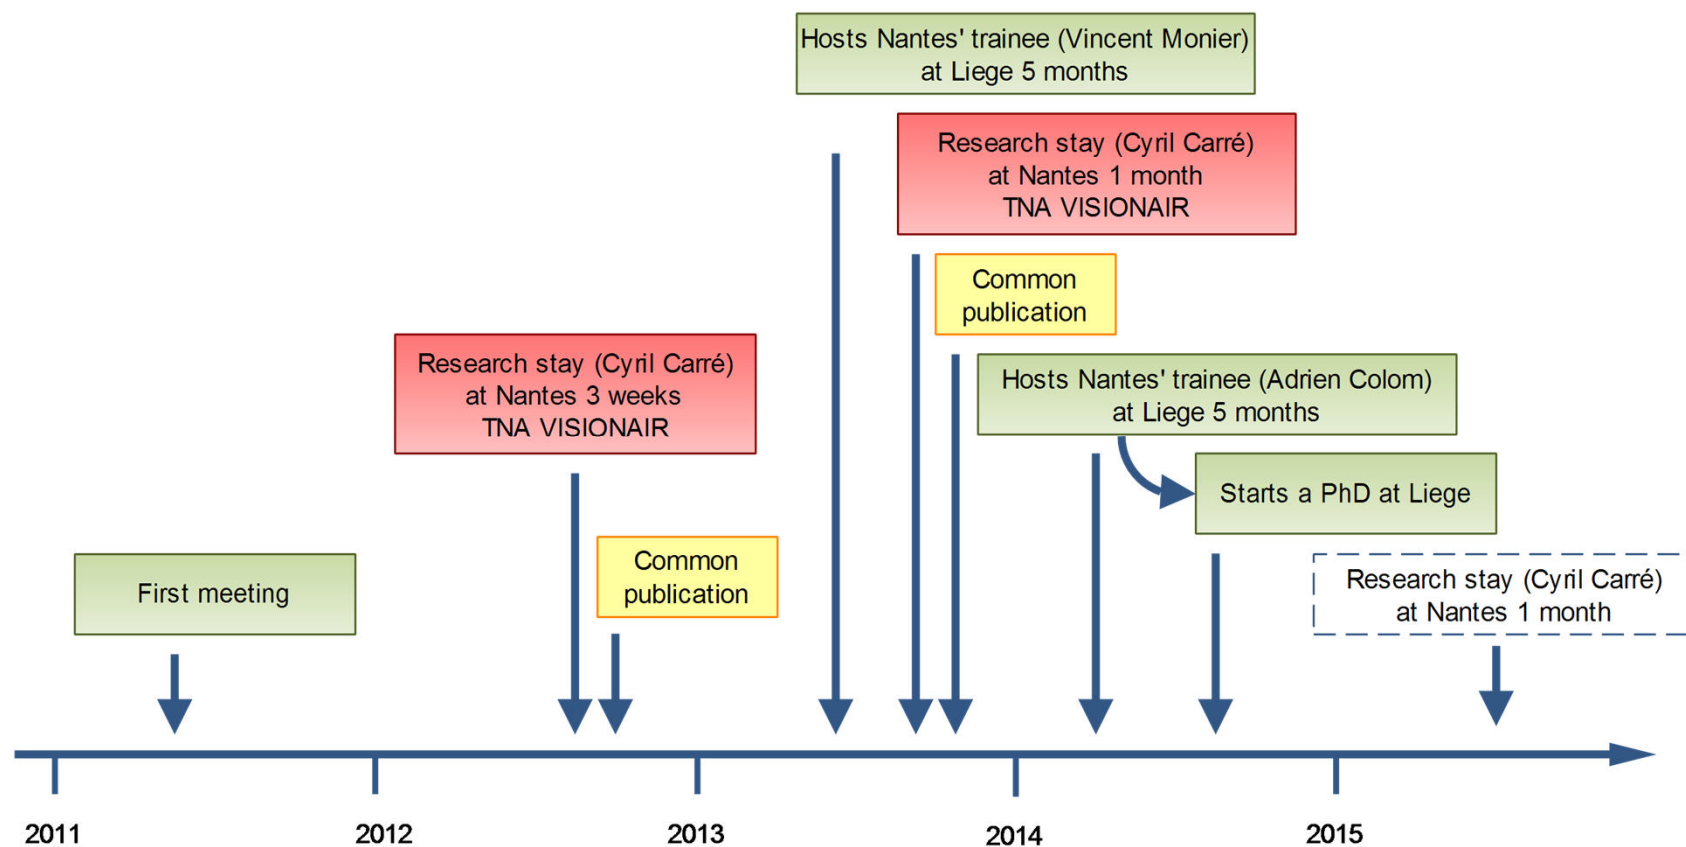 Hosts Nantes' trainee (Vincent Monier)
at Liege 5 months
Research stay (Cyril Carré)
at Nantes 1 month
TNA VISIONAIR
Common
publication
Research stay (Cyril Carré)
at Nantes 3 weeks
TNA VISIONAIR
Hosts Nantes' trainee (Adrien Colom)
at Liege 5 months
Starts a PhD at Liege
Common
publication
First meeting
Research stay (Cyril Carré)
at Nantes 1 month
2011
2012
2013
2014
2015